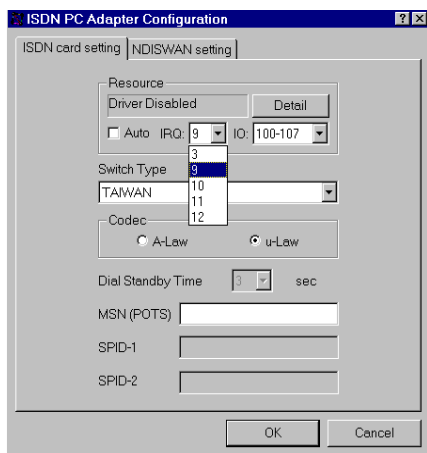 ISDN PC Adapter Configuration
ISDN card setting NDISWAN setting
Resource
Driver Disabled Detail
Auto IRQ: 9 IO: 100-107
3
9
10
11
12
Switch Type
TAIWAN
Codec
A-Law u-Law
Dial Standby Time 3 sec
MSN (POTS)
SPID-1
SPID-2
OK Cancel